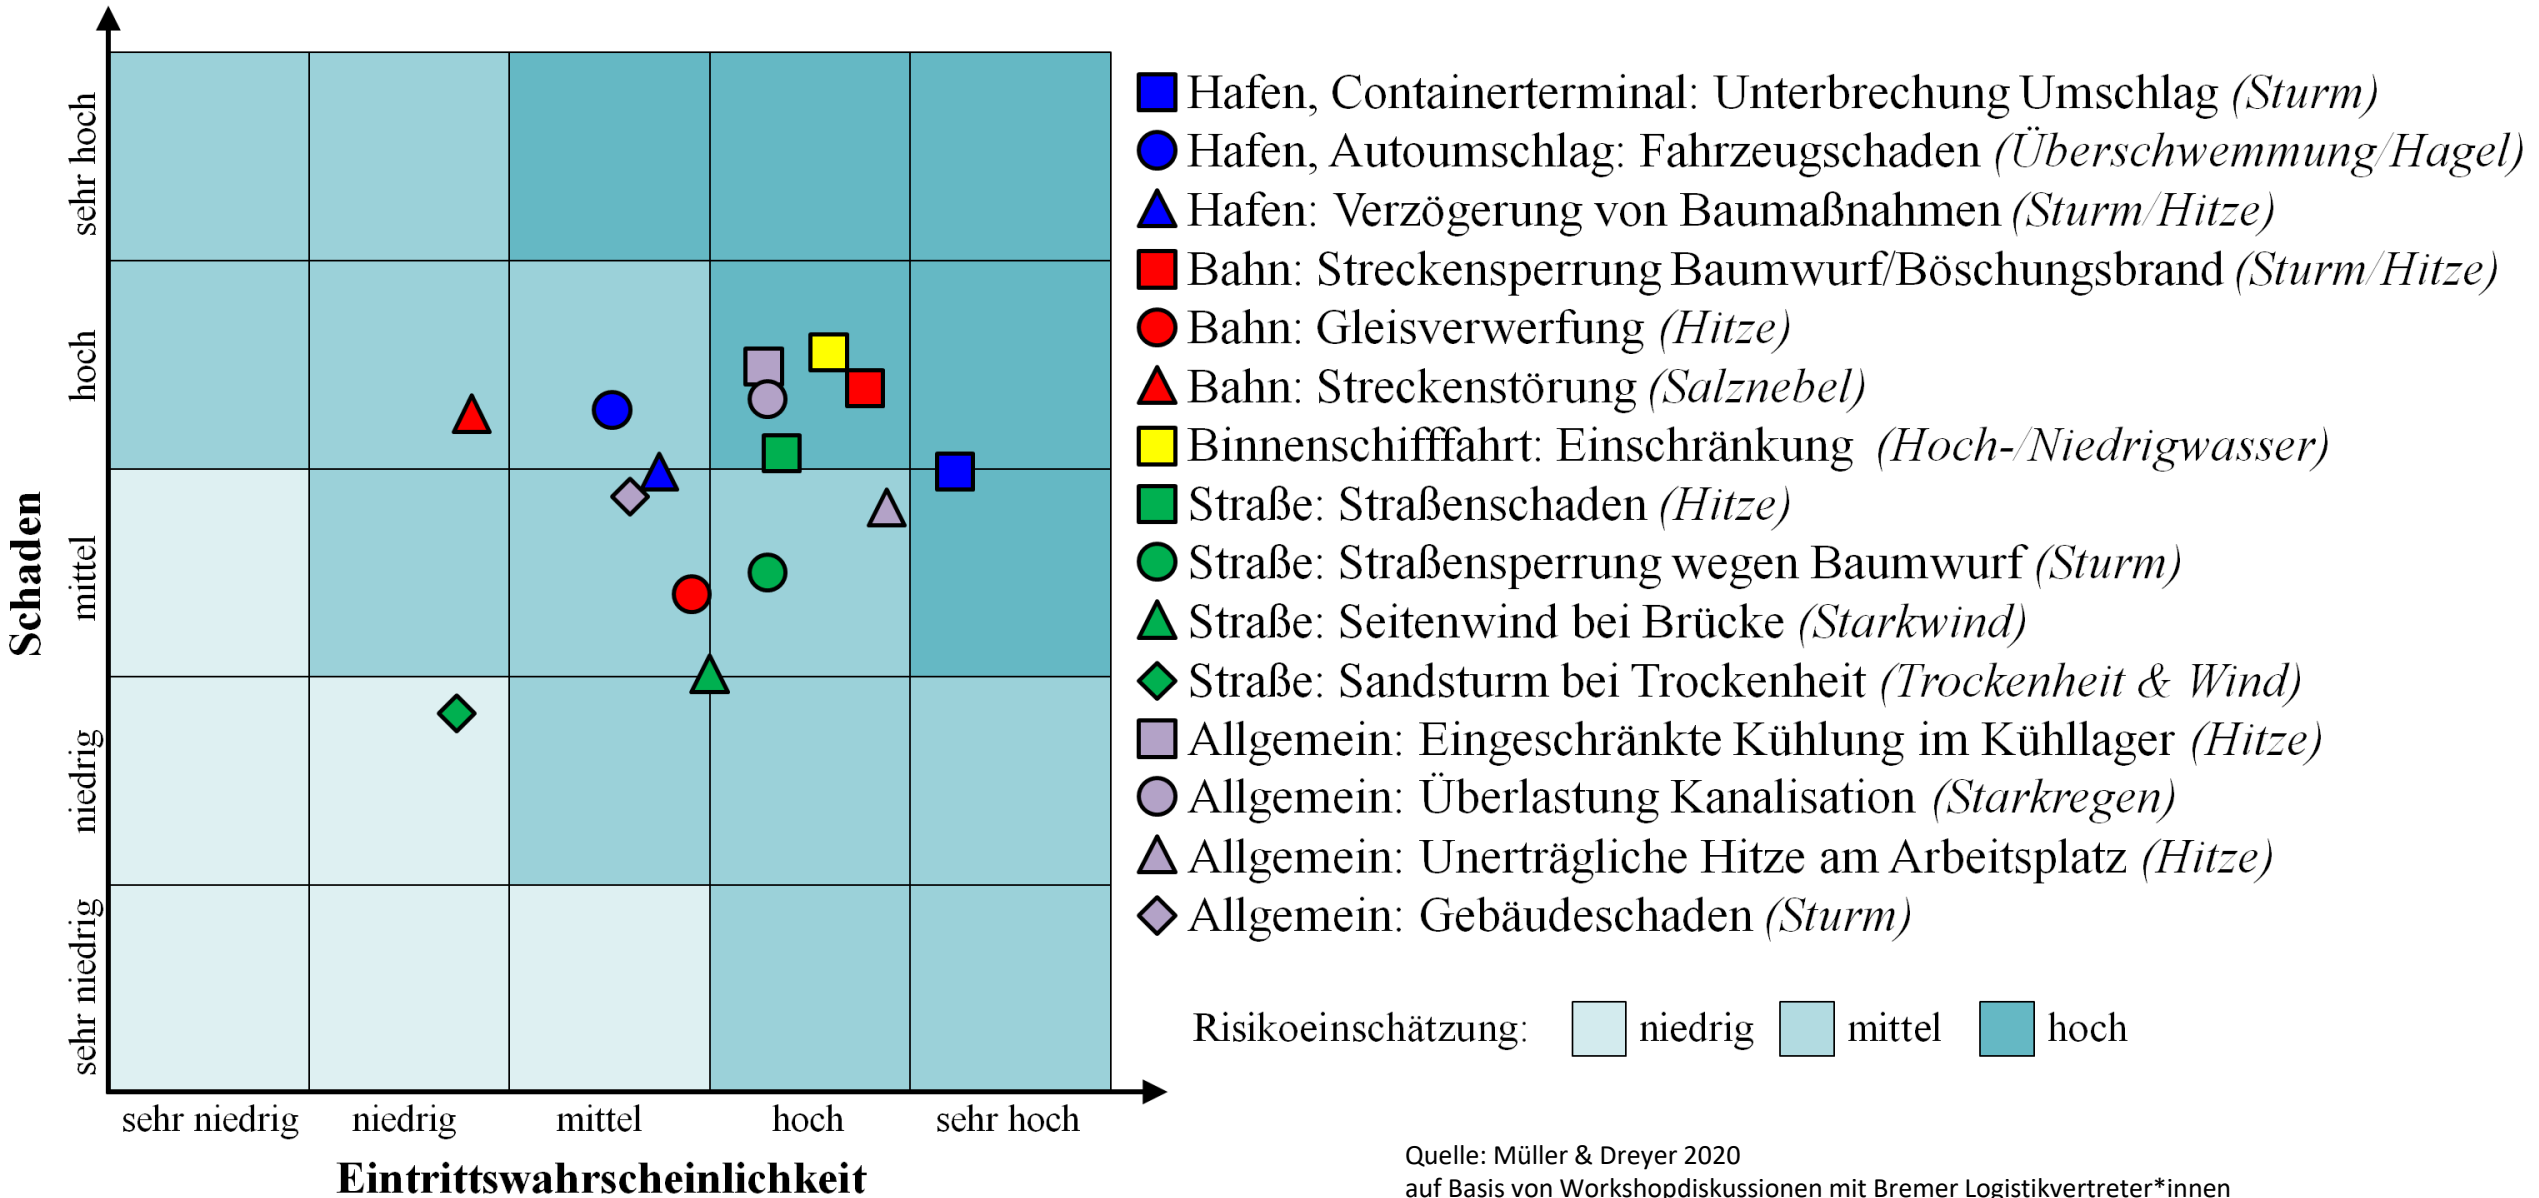 Schaden
sehr hoch
hoch
mittel
niedrig
sehr niedrig
sehr niedrig
niedrig
mittel
hoch
sehr hoch
Eintrittswahrscheinlichkeit
Hafen, Containerterminal: Unterbrechung Umschlag (Sturm)
Hafen, Autoumschlag: Fahrzeugschaden (Überschwemmung/Hagel)
Hafen: Verzögerung von Baumaßnahmen (Sturm/Hitze)
Bahn: Streckensperrung Baumwurf/Böschungsbrand (Sturm/Hitze)
Bahn: Gleisverwerfung (Hitze)
Bahn: Streckenstörung (Salznebel)
Binnenschifffahrt: Einschränkung (Hoch-/Niedrigwasser)
Straße: Straßenschaden (Hitze)
Straße: Straßensperrung wegen Baumwurf (Sturm)
Straße: Seitenwind bei Brücke (Starkwind)
Straße: Sandsturm bei Trockenheit (Trockenheit & Wind)
Allgemein: Eingeschränkte Kühlung im Kühllager (Hitze)
Allgemein: Überlastung Kanalisation (Starkregen)
Allgemein: Unerträgliche Hitze am Arbeitsplatz (Hitze)
Allgemein: Gebäudeschaden (Sturm)
Risikoeinschätzung: niedrig mittel hoch
Quelle: Müller & Dreyer 2020
auf Basis von Workshopdiskussionen mit Bremer Logistikvertreter*innen